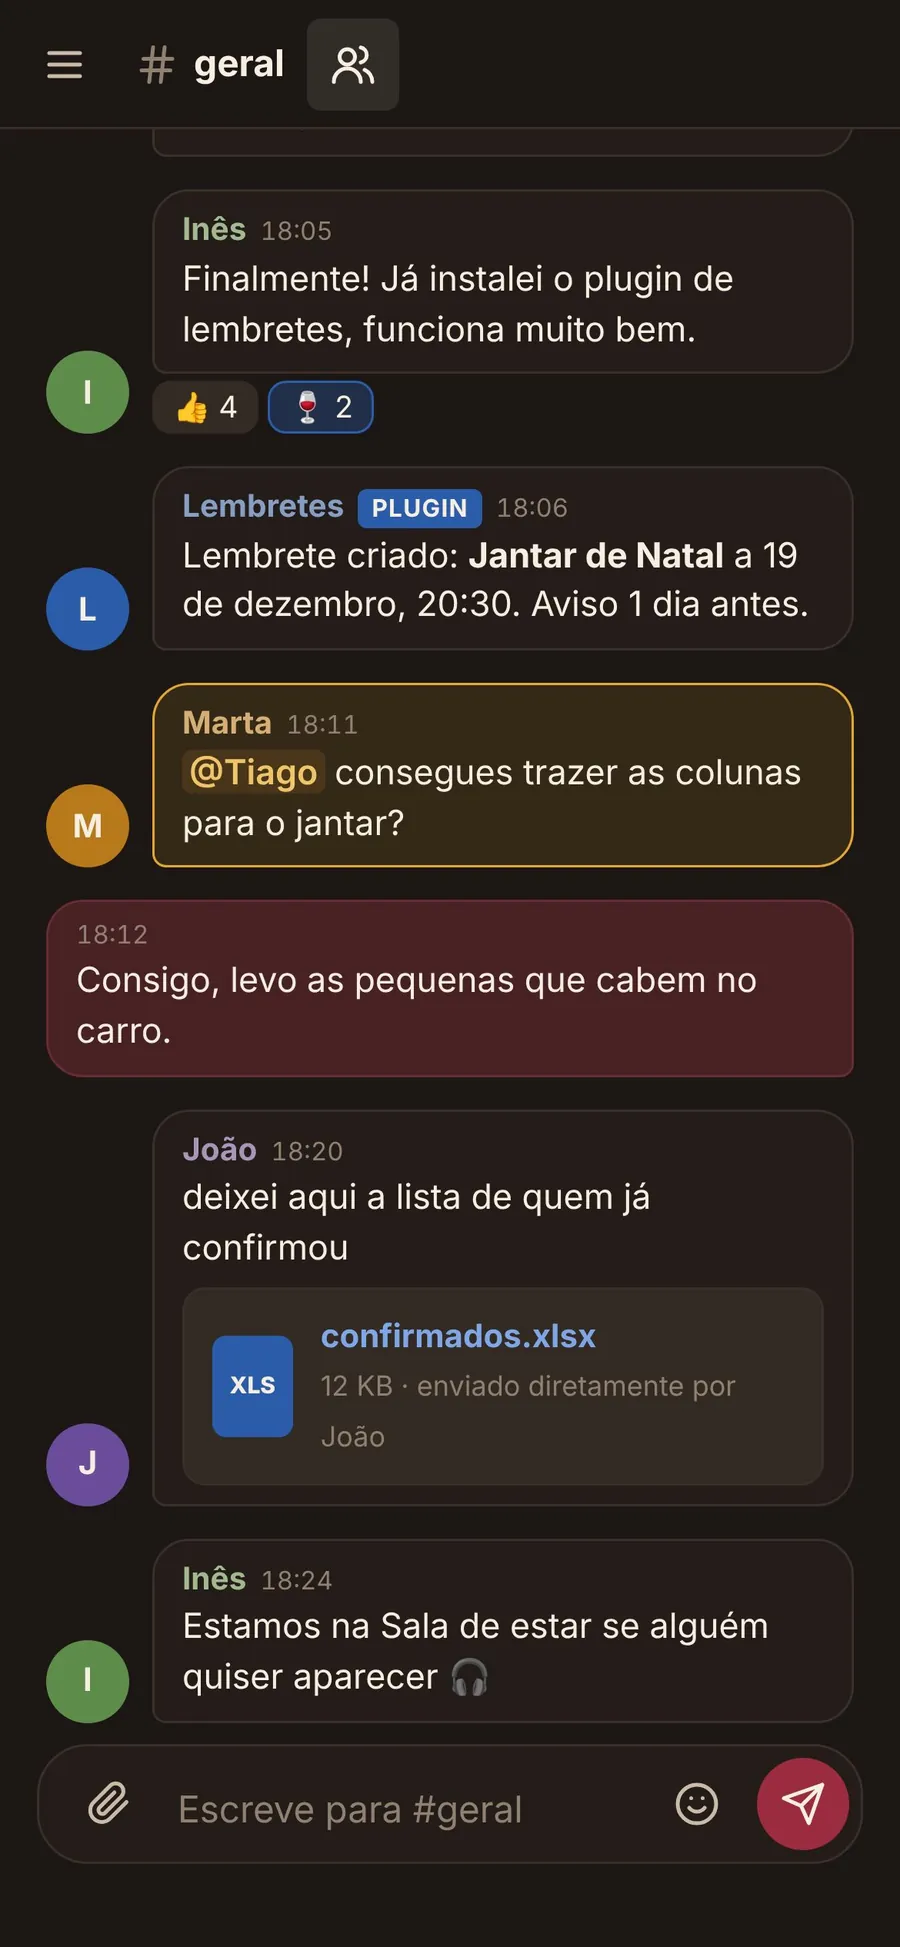 # geral
Inês 18:05
Finalmente! Já instalei o plugin de
lembretes, funciona muito bem.
I
👍 4 🍷 2
Lembretes PLUGIN 18:06
Lembrete criado: Jantar de Natal a 19
de dezembro, 20:30. Aviso 1 dia antes.
L
Marta 18:11
@Tiago consegues trazer as colunas
para o jantar?
M
18:12
Consigo, levo as pequenas que cabem no
carro.
João 18:20
deixei aqui a lista de quem já
confirmou
XLS
confirmados.xlsx
12 KB · enviado diretamente por
João
J
Inês 18:24
Estamos na Sala de estar se alguém
quiser aparecer 🎧
I
Escreve para #geral